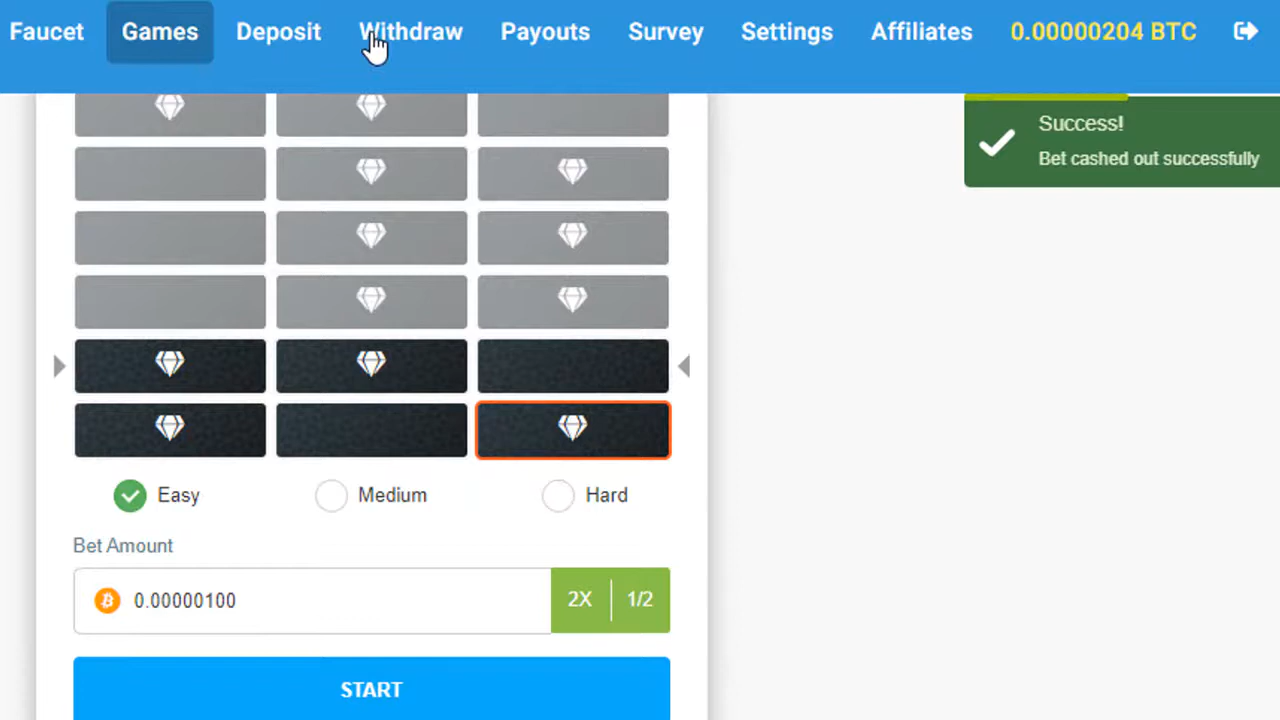 Faucet Games Deposit Withdraw Payouts Survey Settings Affiliates 0.00000204 BTC
Success!
Bet cashed out successfully
Easy Medium Hard
Bet Amount
0.00000100 2X 1/2
START